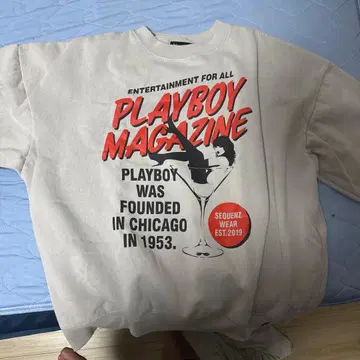 ENTERTAINMENT FOR ALL
PLAYBOY
MAGAZINE
PLAYBOY
WAS
FOUNDED
IN CHICAGO
IN 1953.
SEQUENZ
WEAR
EST.2019